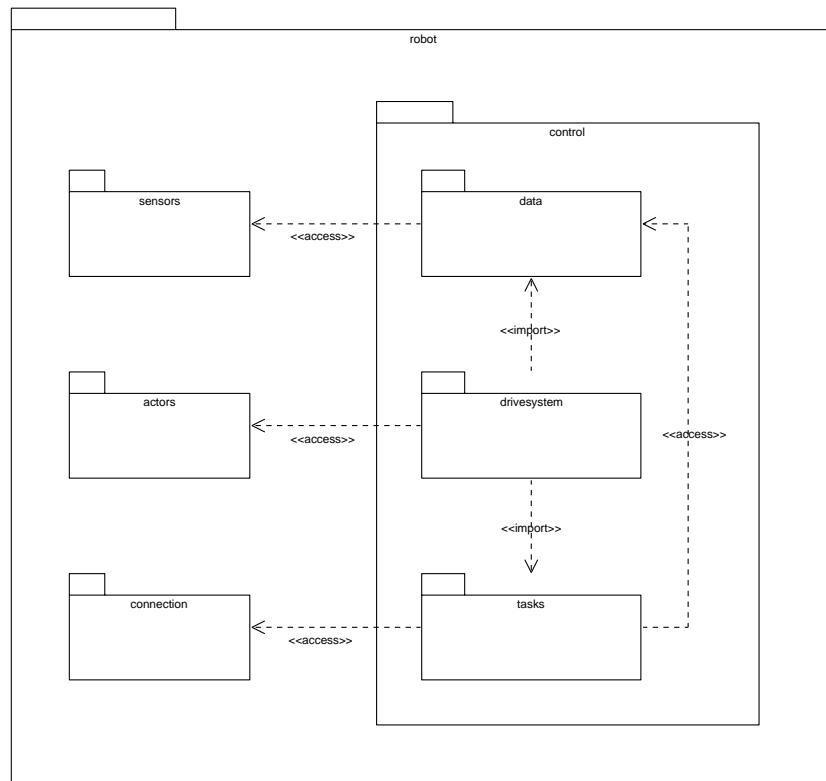 robot
control
sensors
data
<<access>>
<<import>>
actors
drivesystem
<<access>>
<<access>>
<<import>>
connection
tasks
<<access>>